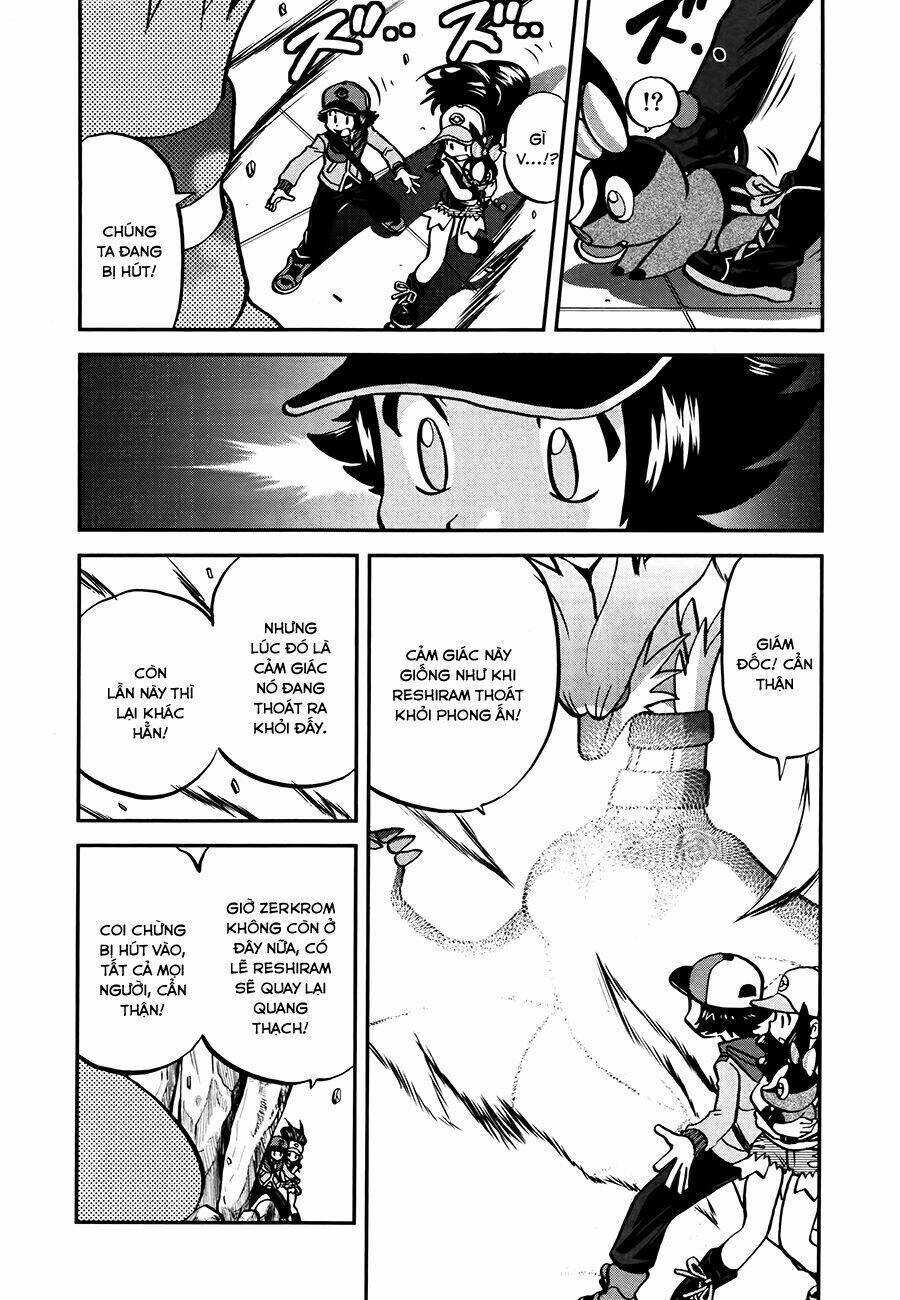 ズ..
ズ..
ズ
!?
GÌ
V...!?
CHÚNG
TA ĐANG
BỊ HÚT!
GIÁM
ĐỐC! CẨN
THẬN
CẢM GIÁC NÀY
GIỐNG NHƯ KHI
RESHIRAM THOÁT
KHỎI PHONG ẤN!
NHƯNG
LÚC ĐÓ LÀ
CẢM GIÁC
NÓ ĐANG
THOÁT RA
KHỎI ĐẤY.
CÒN
LẦN NÀY THÌ
LẠI KHÁC
HẲN!
GIỜ ZERKROM
KHÔNG CÒN Ở
ĐÂY NỮA, CÓ
LẼ RESHIRAM
SẼ QUAY LẠI
QUANG
THẠCH!
COI CHỪNG
BỊ HÚT VÀO,
TẤT CẢ MỌI
NGƯỜI, CẨN
THẬN!